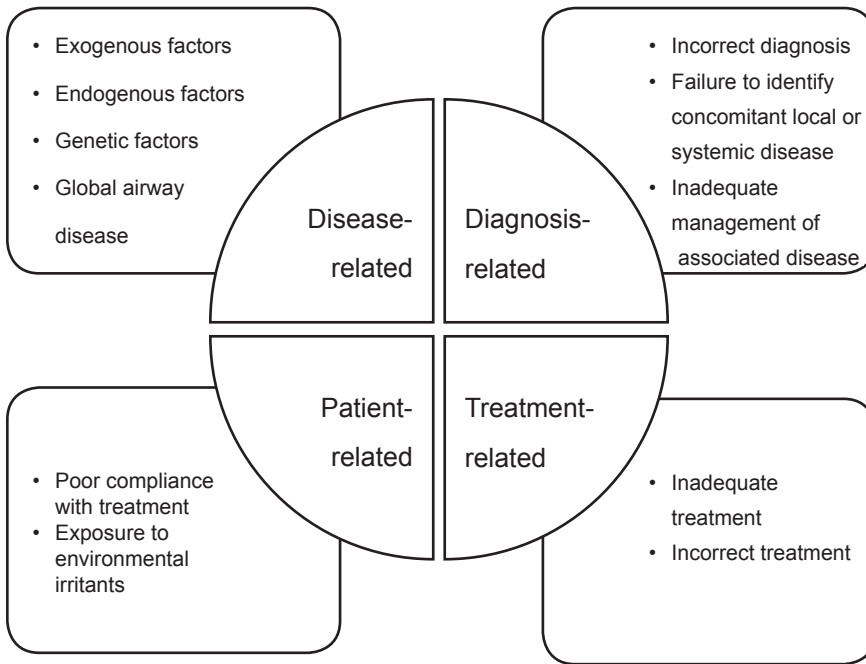 • Exogenous factors
• Endogenous factors
• Genetic factors
• Global airway
disease
• Incorrect diagnosis
• Failure to identify
concomitant local or
systemic disease
• Inadequate
management of
associated disease
Disease-
related
Diagnosis-
related
Patient-
related
Treatment-
related
• Poor compliance
with treatment
• Exposure to
environmental
irritants
• Inadequate
treatment
• Incorrect treatment